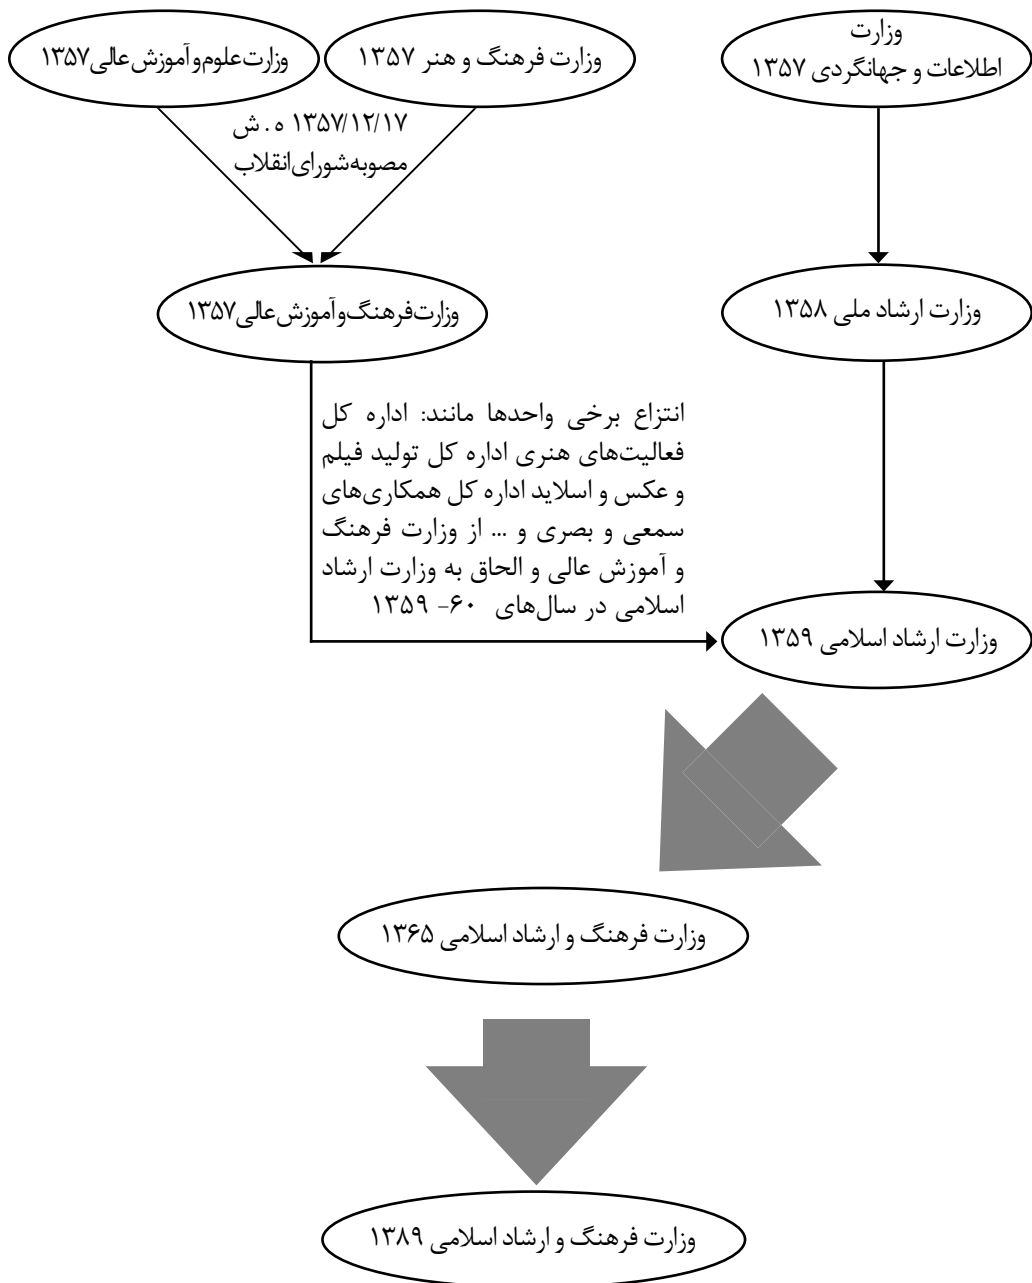 وزارت
اطلاعات و جهانگردی ۱۳۵۷
وزارت فرهنگ و هنر ۱۳۵۷
وزارت علوم و آموزش عالی ۱۳۵۷
۱۳۵۷/۱۲/۱۷ ه . ش
مصوبه شورای انقلاب
وزارت ارشاد ملی ۱۳۵۸
وزارت فرهنگ و آموزش عالی ۱۳۵۷
انتزاع برخی واحدها مانند: اداره کل
فعالیت‌های هنری اداره کل تولید فیلم
و عکس و اسلاید اداره کل همکاری‌های
سمعی و بصری و ... از وزارت فرهنگ
و آموزش عالی و الحاق به وزارت ارشاد
اسلامی در سال‌های ۶۰- ۱۳۵۹
وزارت ارشاد اسلامی ۱۳۵۹
وزارت فرهنگ و ارشاد اسلامی ۱۳۶۵
وزارت فرهنگ و ارشاد اسلامی ۱۳۸۹